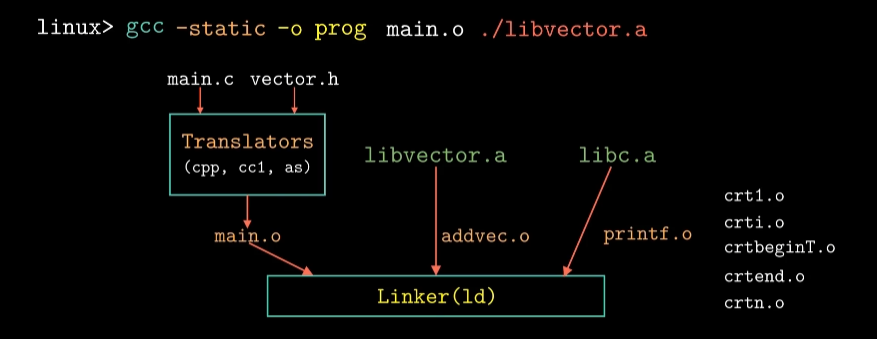 linux> gcc -static -o prog main.o ./libvector.a
main.c vector.h
Translators
(cpp, cc1, as)
libvector.a
libc.a
main.o
addvec.o
printf.o
crt1.o
crti.o
crtbeginT.o
crtend.o
crtn.o
Linker(ld)